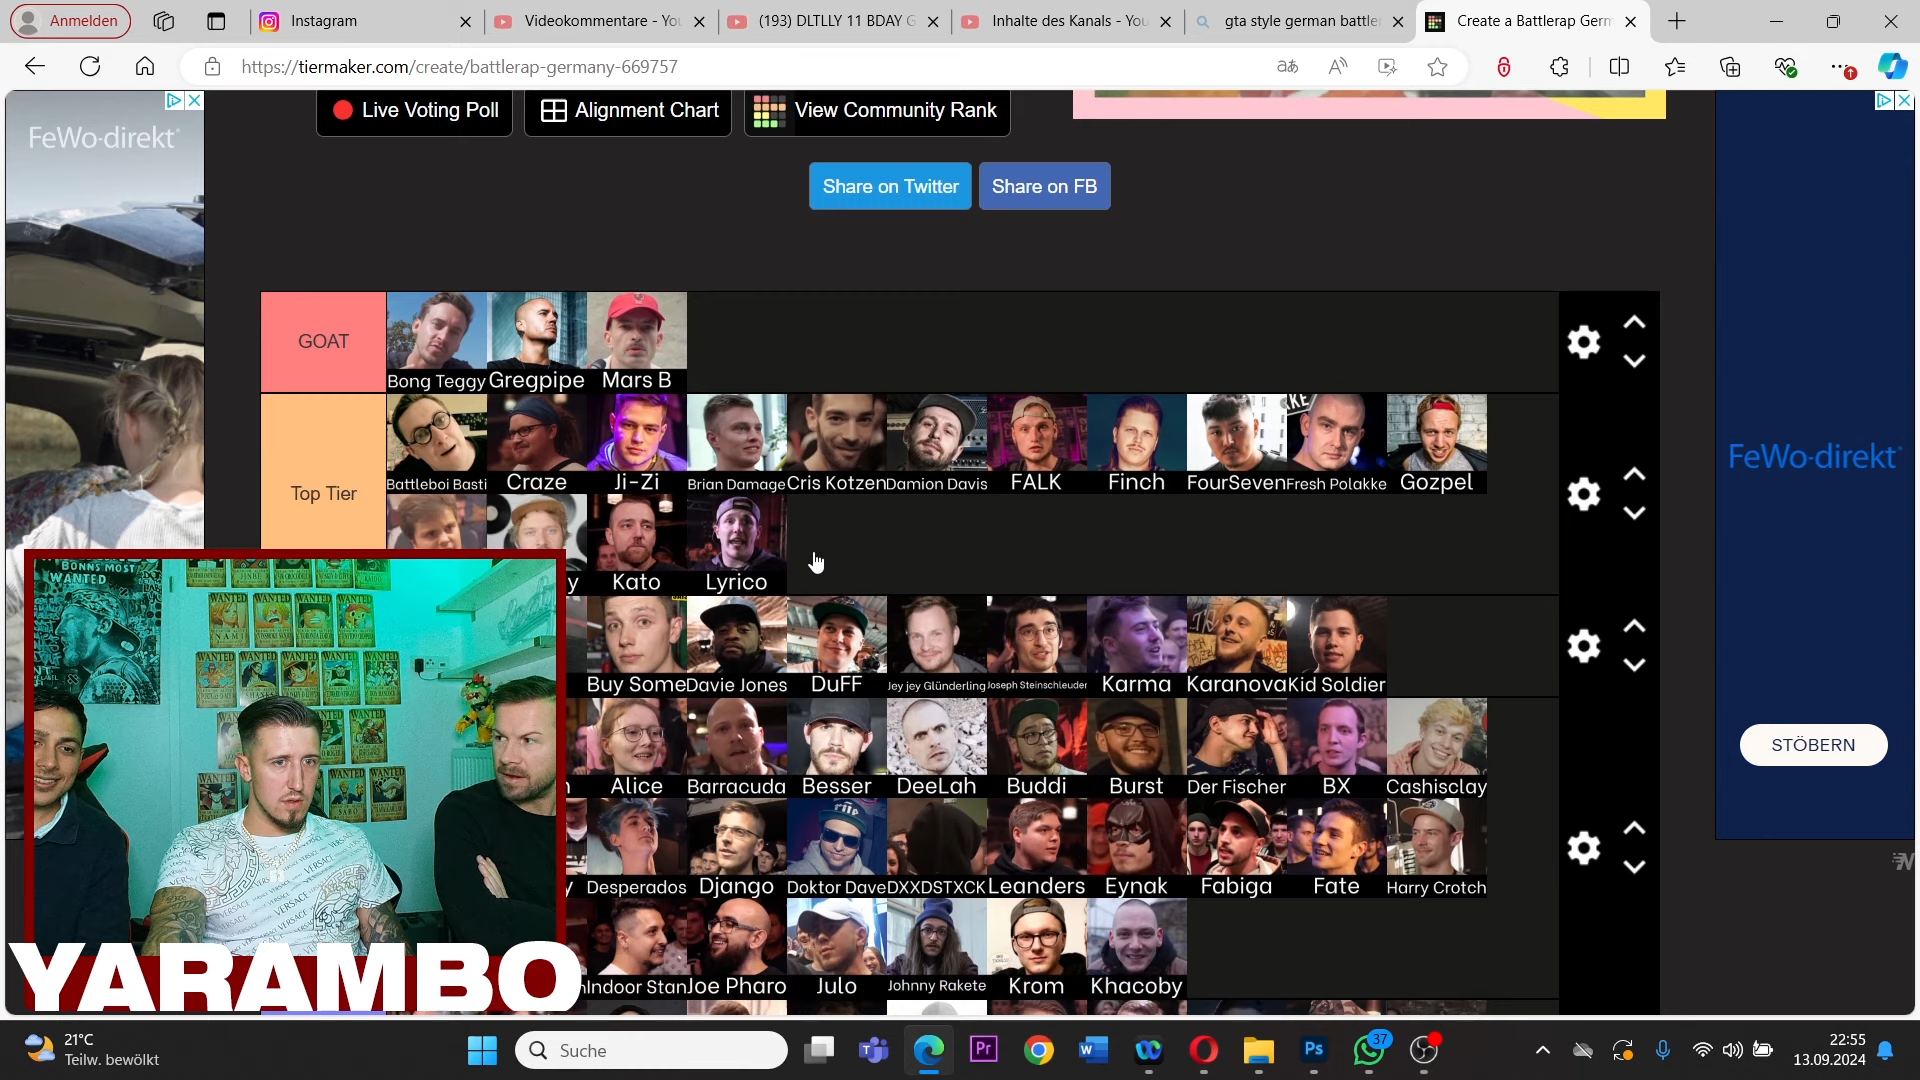 Anmelden
Instagram
Videokommentare - You
(193) DLTLLY 11 BDAY G
Inhalte des Kanals - You
gta style german battler
Create a Battlerap Germ
https://tiermaker.com/create/battlerap-germany-669757
Live Voting Poll
Alignment Chart
View Community Rank
FeWo-direkt
Share on Twitter
Share on FB
GOAT
Bong Teggy
Gregpipe
Mars B
Top Tier
Battleboi Basti
Craze
Ji-Zi
Brian Damage
Cris Kotzen
Damion Davis
FALK
Finch
FourSeven
Fresh Polakke
Gozpel
FeWo-direkt
y
Kato
Lyrico
BONNS MOST
WANTED
Buy Some
Davie Jones
DuFF
Jey jey Glünderling
Joseph Steinschleuder
Karma
Karanova
Kid Soldier
STÖBERN
Alice
Barracuda
Besser
DeeLah
Buddi
Burst
Der Fischer
BX
Cashisclay
y
Desperados
Django
Doktor Dave
DXXDSTXCK
Leanders
Eynak
Fabiga
Fate
Harry Crotch
Indoor Stan
Joe Pharo
Julo
Johnny Rakete
Krom
Khacoby
YARAMBO
21°C
Teilw. bewölkt
Suche
37
22:55
13.09.2024